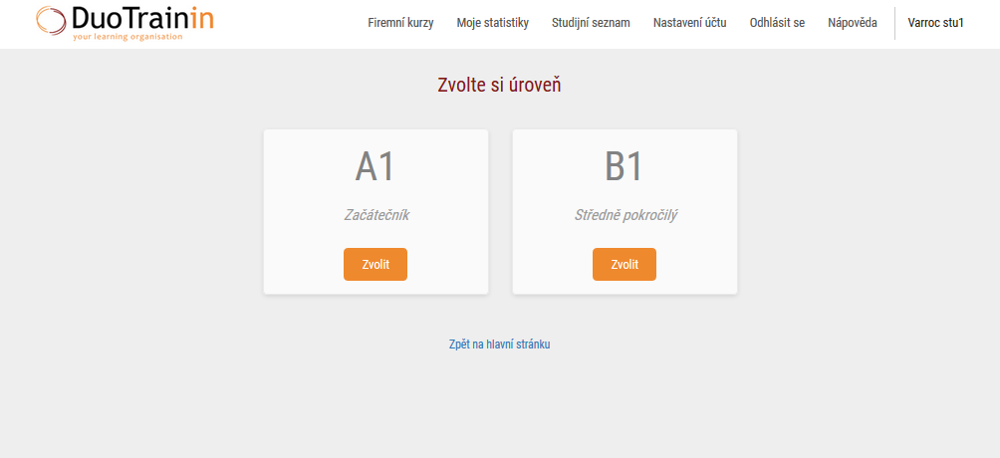 DuoTrainin
your learning organisation
Firemní kurzy Moje statistiky Studijní seznam Nastavení účtu Odhlásit se Nápověda Varroc stu1
Zvolte si úroveň
A1
Začátečník
Zvolit
B1
Středně pokročilý
Zvolit
Zpět na hlavní stránku